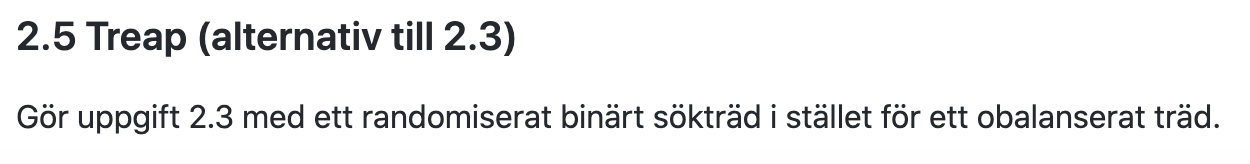 2.5 Treap (alternativ till 2.3)
Gör uppgift 2.3 med ett randomiserat binärt sökträd i stället för ett obalanserat träd.